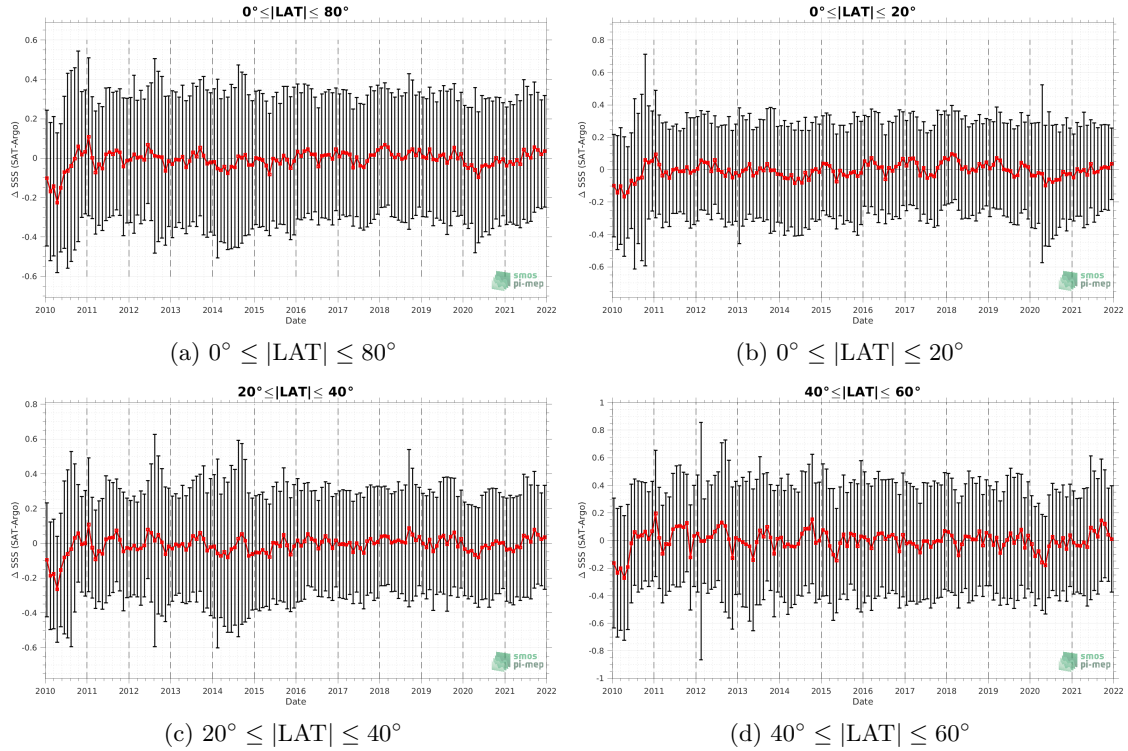 0°≤|LAT|≤ 80°
Δ SSS (SAT-Argo)
0.6
0.4
0.2
0
-0.2
-0.4
-0.6
2010 2011 2012 2013 2014 2015 2016 2017 2018 2019 2020 2021 2022
Date
smos
pi-mep
(a) 0° ≤ |LAT| ≤ 80°
0°≤|LAT|≤ 20°
Δ SSS (SAT-Argo)
0.8
0.6
0.4
0.2
0
-0.2
-0.4
-0.6
2010 2011 2012 2013 2014 2015 2016 2017 2018 2019 2020 2021 2022
Date
smos
pi-mep
(b) 0° ≤ |LAT| ≤ 20°
20°≤|LAT|≤ 40°
Δ SSS (SAT-Argo)
0.8
0.6
0.4
0.2
0
-0.2
-0.4
-0.6
2010 2011 2012 2013 2014 2015 2016 2017 2018 2019 2020 2021 2022
Date
smos
pi-mep
(c) 20° ≤ |LAT| ≤ 40°
40°≤|LAT|≤ 60°
Δ SSS (SAT-Argo)
1
0.8
0.6
0.4
0.2
0
-0.2
-0.4
-0.6
-0.8
-1
2010 2011 2012 2013 2014 2015 2016 2017 2018 2019 2020 2021 2022
Date
smos
pi-mep
(d) 40° ≤ |LAT| ≤ 60°